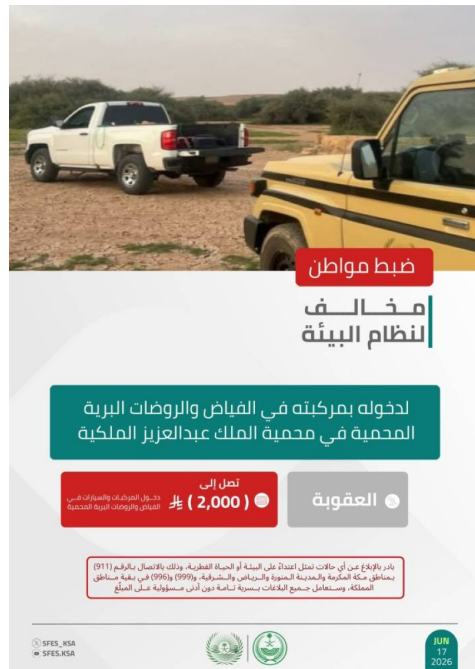 ضبط مواطن
مخالف
لنظام البيئة
لدخوله بمركبته في الفياض والروضات البرية
المحمية في محمية الملك عبدالعزيز الملكية
العقوبة
تصل إلى
( 2,000 )
دخول المركبات والسيارات في
الفياض والروضات البرية المحمية
بادر بالإبلاغ عن أي حالات تمثل اعتداءً على البيئة أو الحياة الفطرية، وذلك بالاتصال بالرقم (911)
بمناطق مكة المكرمة والمدينة المنورة والرياض والشرقية، و(999) و(996) في بقية مناطق
المملكة، وستعامل جميع البلاغات بسرية تامة دون أدنى مسؤولية على المبلّغ
SFES_KSA
SFES.KSA
JUN
17
2026